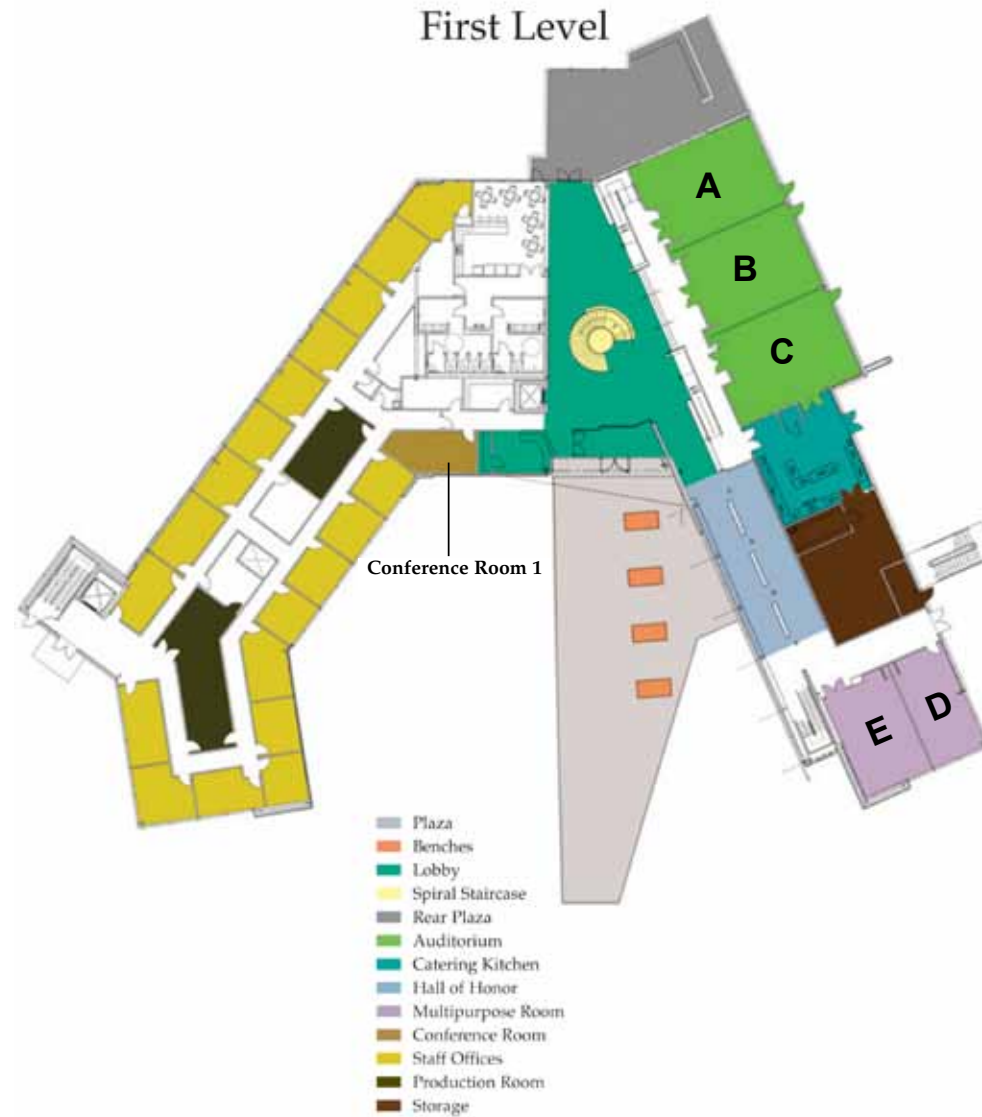 First Level
A
B
C
Conference Room 1
D
E
Plaza
Benches
Lobby
Spiral Staircase
Rear Plaza
Auditorium
Catering Kitchen
Hall of Honor
Multipurpose Room
Conference Room
Staff Offices
Production Room
Storage